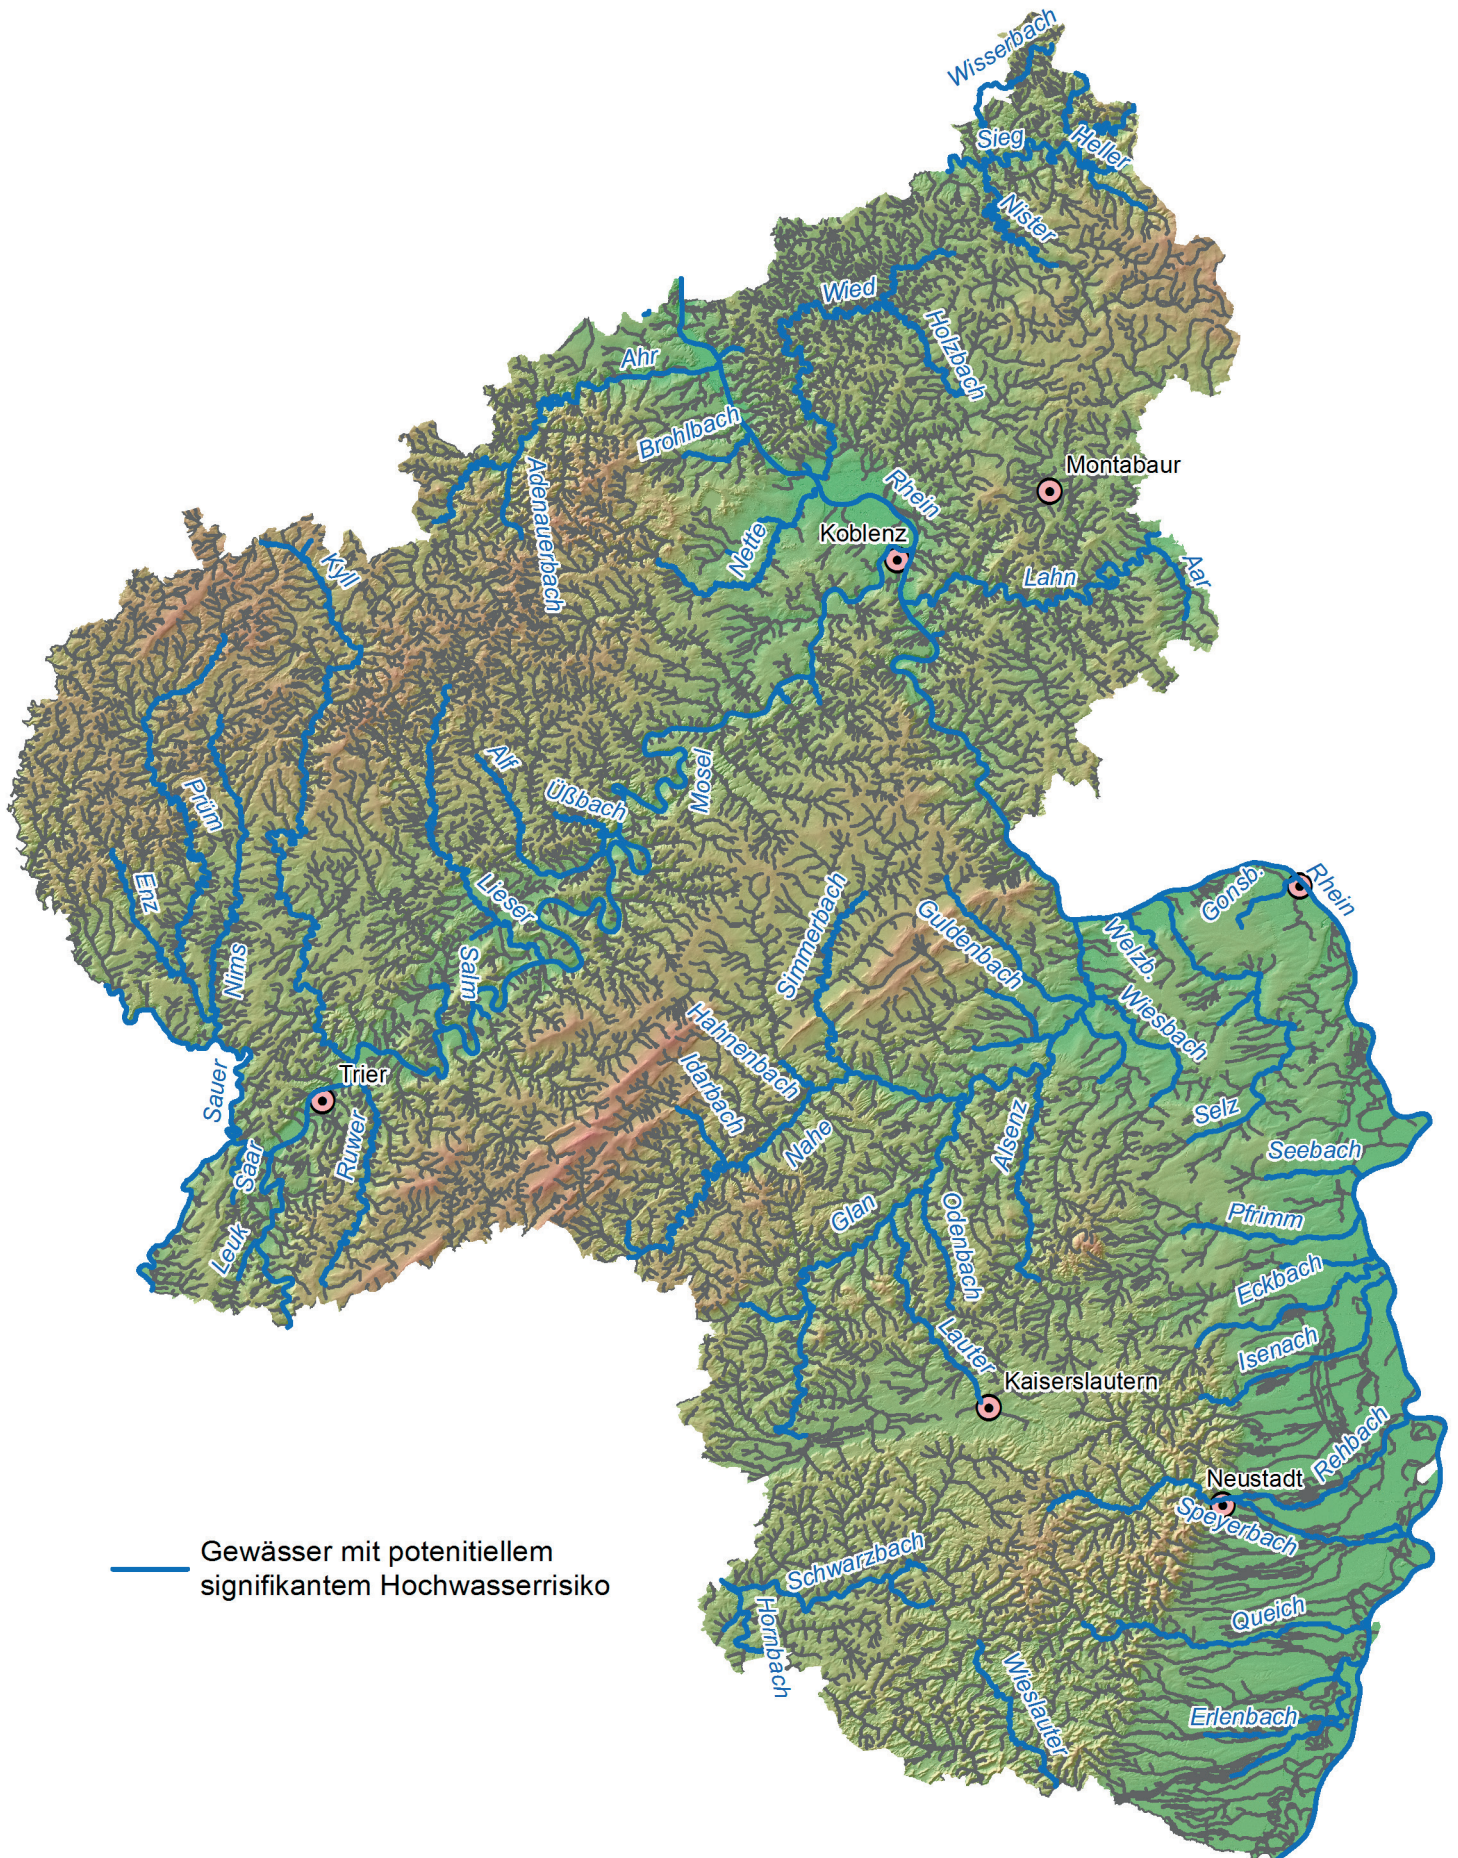 Wisserbach
Sieg
Heller
Nister
Wied
Holzbach
Ahr
Brohlbach
Adenauerbach
Montabaur
Rhein
Koblenz
Nette
Lahn
Aar
Kyll
Mosel
Alf
Üßbach
Prüm
Enz
Nims
Lieser
Salm
Simmerbach
Guldenbach
Gonsb.
Rhein
Welzb.
Wiesbach
Hahnenbach
Idarbach
Sauer
Trier
Ruwer
Saar
Leuk
Nahe
Alsenz
Selz
Seebach
Glan
Odenbach
Pfrimm
Eckbach
Isenach
Lauter
Kaiserslautern
Rehbach
Neustadt
Speyerbach
Gewässer mit potenitiellem
signifikantem Hochwasserrisiko
Schwarzbach
Hornbach
Queich
Wieslauter
Erlenbach